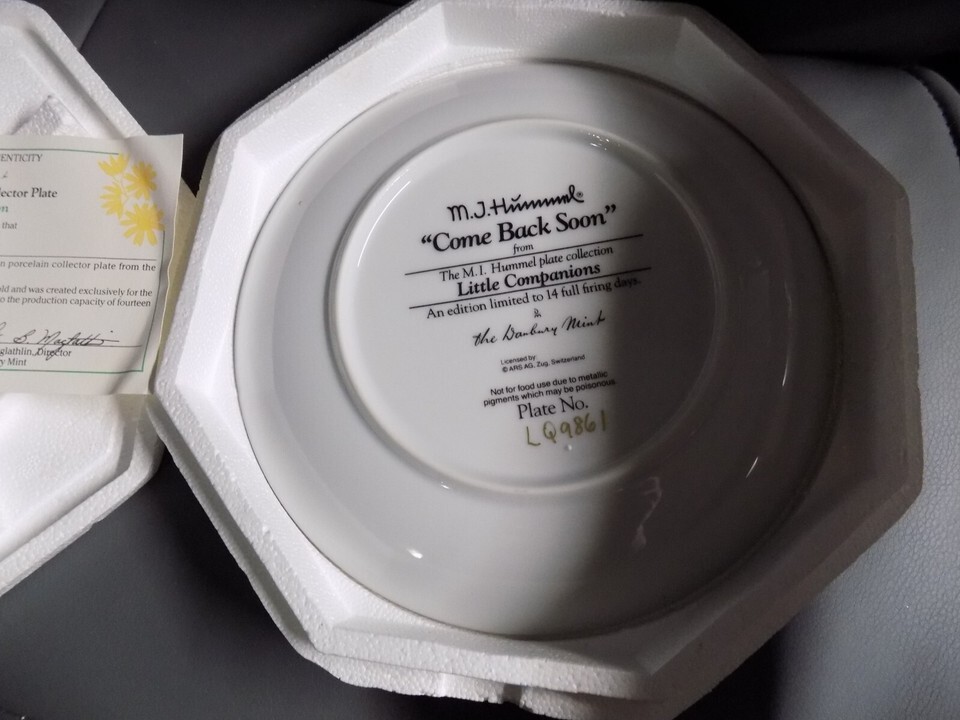 ENTICITY
ector Plate
n
that
n porcelain collector plate from the
old and was created exclusively for the
o the production capacity of fourteen
glathlin, Director
y Mint
M.J. Hummel®
“Come Back Soon”
from
The M.I. Hummel plate collection
Little Companions
An edition limited to 14 full firing days.
&
the Danbury Mint
Licensed by
© ARS AG, Zug, Switzerland
Not for food use due to metallic
pigments which may be poisonous
Plate No.
LQ9861